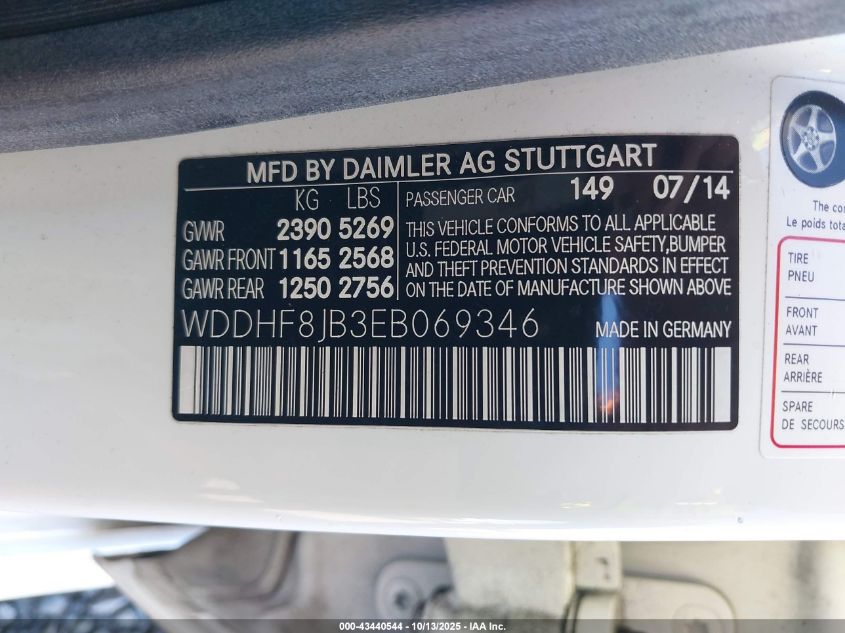 MFD BY DAIMLER AG STUTTGART
KG LBS
GVWR 2390 5269
GAWR FRONT 1165 2568
GAWR REAR 1250 2756
PASSENGER CAR 149 07/14
THIS VEHICLE CONFORMS TO ALL APPLICABLE
U.S. FEDERAL MOTOR VEHICLE SAFETY,BUMPER
AND THEFT PREVENTION STANDARDS IN EFFECT
ON THE DATE OF MANUFACTURE SHOWN ABOVE
WDDHF8JB3EB069346 MADE IN GERMANY
The
Le poids
TIRE
PNEU
FRONT
AVANT
REAR
ARRIÈRE
SPARE
DE SECOURS
000-43440544 | 10/13/2025 - IAA Inc.